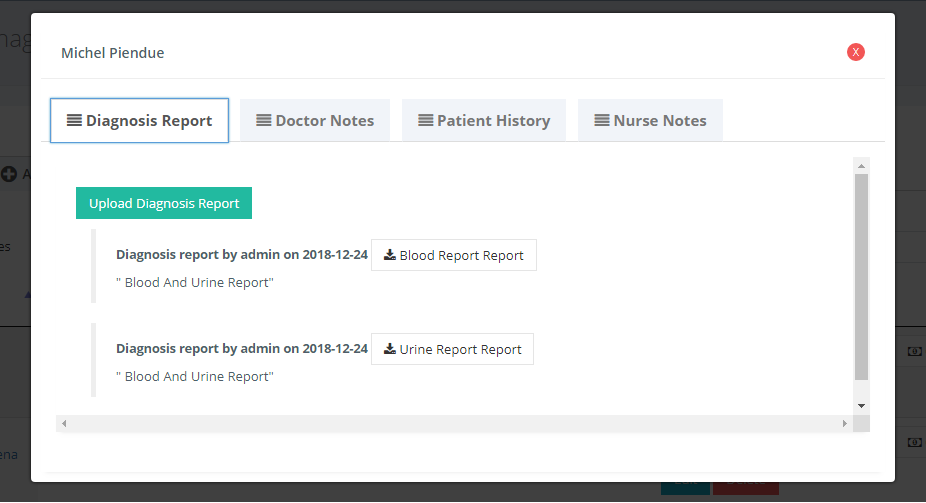 Michel Piendue
X
Diagnosis Report
Doctor Notes
Patient History
Nurse Notes
Upload Diagnosis Report
Diagnosis report by admin on 2018-12-24 Blood Report Report
" Blood And Urine Report"
Diagnosis report by admin on 2018-12-24 Urine Report Report
" Blood And Urine Report"